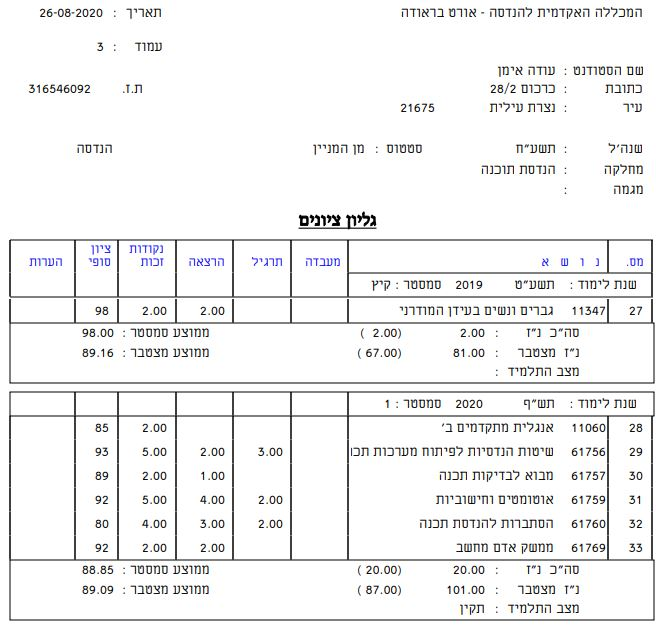 המכללה האקדמית להנדסה - אורט בראודה תאריך : 26-08-2020
עמוד : 3
שם הסטודנט : עודה אימן
כתובת : כרכום 28/2 ת.ז. 316546092
עיר : נצרת עילית 21675
שנה'ל : תשע"ח סטטוס : מן המניין הנדסה
מחלקה : הנדסת תוכנה
מגמה :
גליון ציונים
מס. נ ו ש א מעבדה תרגיל הרצאה נקודות זכות ציון סופי הערות
שנת לימוד : תשע"ט 2019 סמסטר : קיץ
27 11347 גברים ונשים בעידן המודרני 2.00 2.00 98
סה"כ נ"ז : 2.00 (2.00 ) ממוצע סמסטר : 98.00
נ"ז מצטבר : 81.00 (67.00 ) ממוצע מצטבר : 89.16
מצב התלמיד :
שנת לימוד : תש"ף 2020 סמסטר : 1
28 11060 אנגלית מתקדמים ב' 2.00 85
29 61756 שיטות הנדסיות לפיתוח מערכות תכו 3.00 2.00 5.00 93
30 61757 מבוא לבדיקות תכנה 1.00 2.00 89
31 61759 אוטומטים וחישוביות 2.00 4.00 5.00 92
32 61760 הסתברות להנדסת תכנה 2.00 3.00 4.00 80
33 61769 ממשק אדם מחשב 2.00 2.00 92
סה"כ נ"ז : 20.00 (20.00 ) ממוצע סמסטר : 88.85
נ"ז מצטבר : 101.00 (87.00 ) ממוצע מצטבר : 89.09
מצב התלמיד : תקין